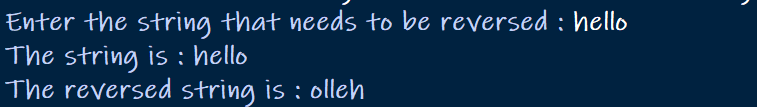 Enter the string that needs to be reversed : hello
The string is : hello
The reversed string is : olleh